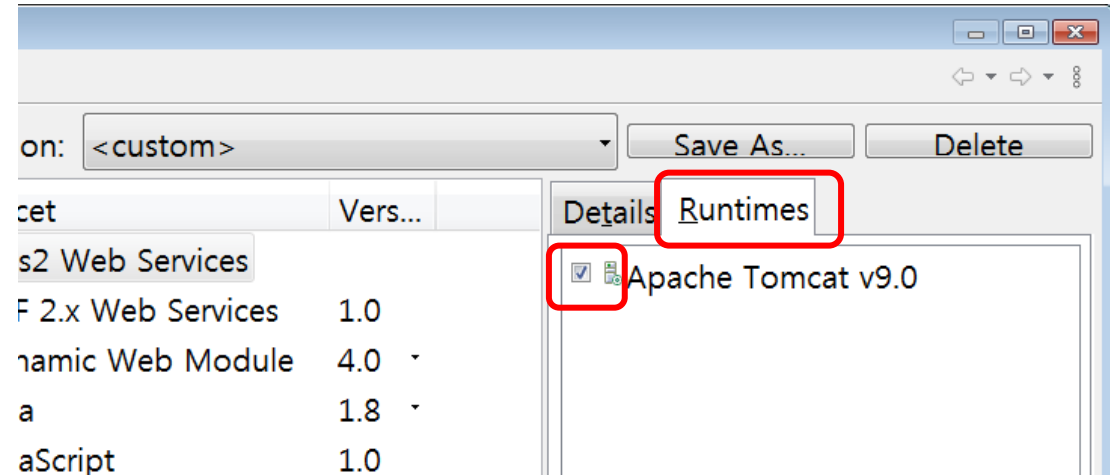 on: <custom> Save As... Delete
cet Vers... Details Runtimes
s2 Web Services Apache Tomcat v9.0
F 2.x Web Services 1.0
namic Web Module 4.0
a 1.8
aScript 1.0